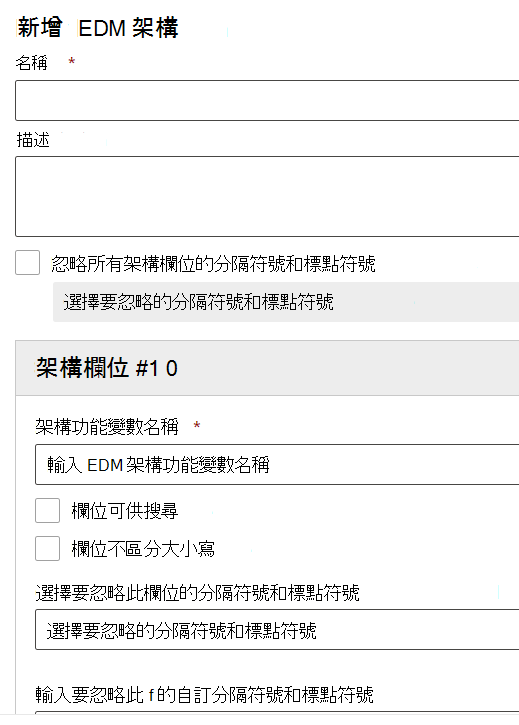 新增 EDM 架構
名稱 *
描述
忽略所有架構欄位的分隔符號和標點符號
選擇要忽略的分隔符號和標點符號
架構欄位 #1 0
架構功能變數名稱 *
輸入 EDM 架構功能變數名稱
欄位可供搜尋
欄位不區分大小寫
選擇要忽略此欄位的分隔符號和標點符號
選擇要忽略的分隔符號和標點符號
輸入要忽略此 f 的自訂分隔符號和標點符號